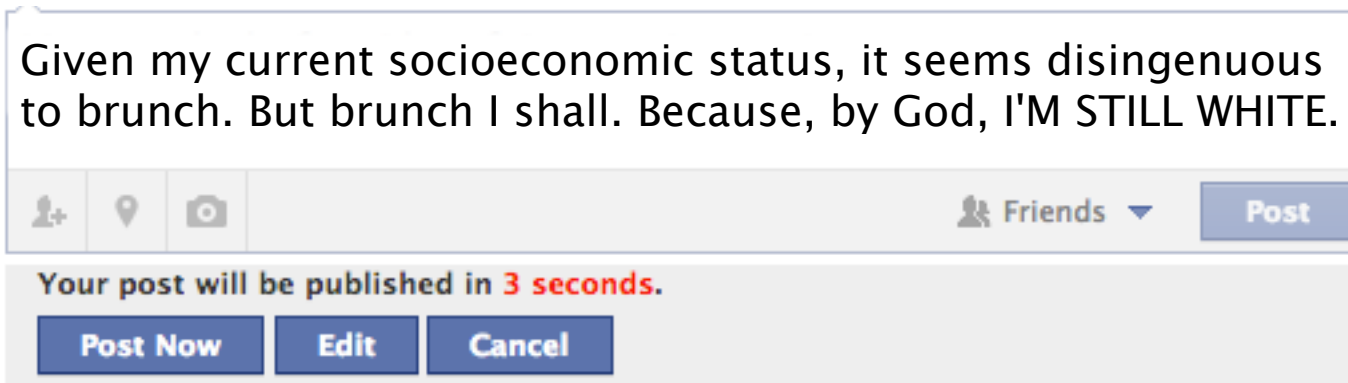 Given my current socioeconomic status, it seems disingenuous
to brunch. But brunch I shall. Because, by God, I'M STILL WHITE.
Friends Post
Your post will be published in 3 seconds.
Post Now Edit Cancel